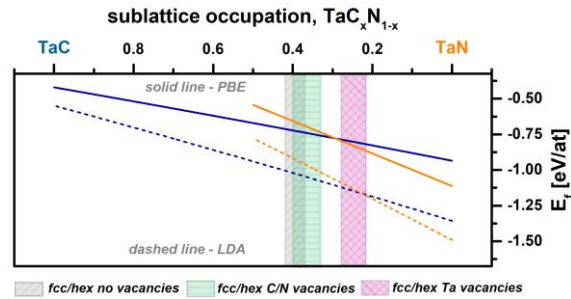 sublattice occupation, TaCₓN₁₋ₓ
TaC 0.8 0.6 0.4 0.2 TaN
solid line - PBE
dashed line - LDA
-0.50
-0.75
-1.00
-1.25
-1.50
E_f [eV/at]
fcc/hex no vacancies fcc/hex C/N vacancies fcc/hex Ta vacancies